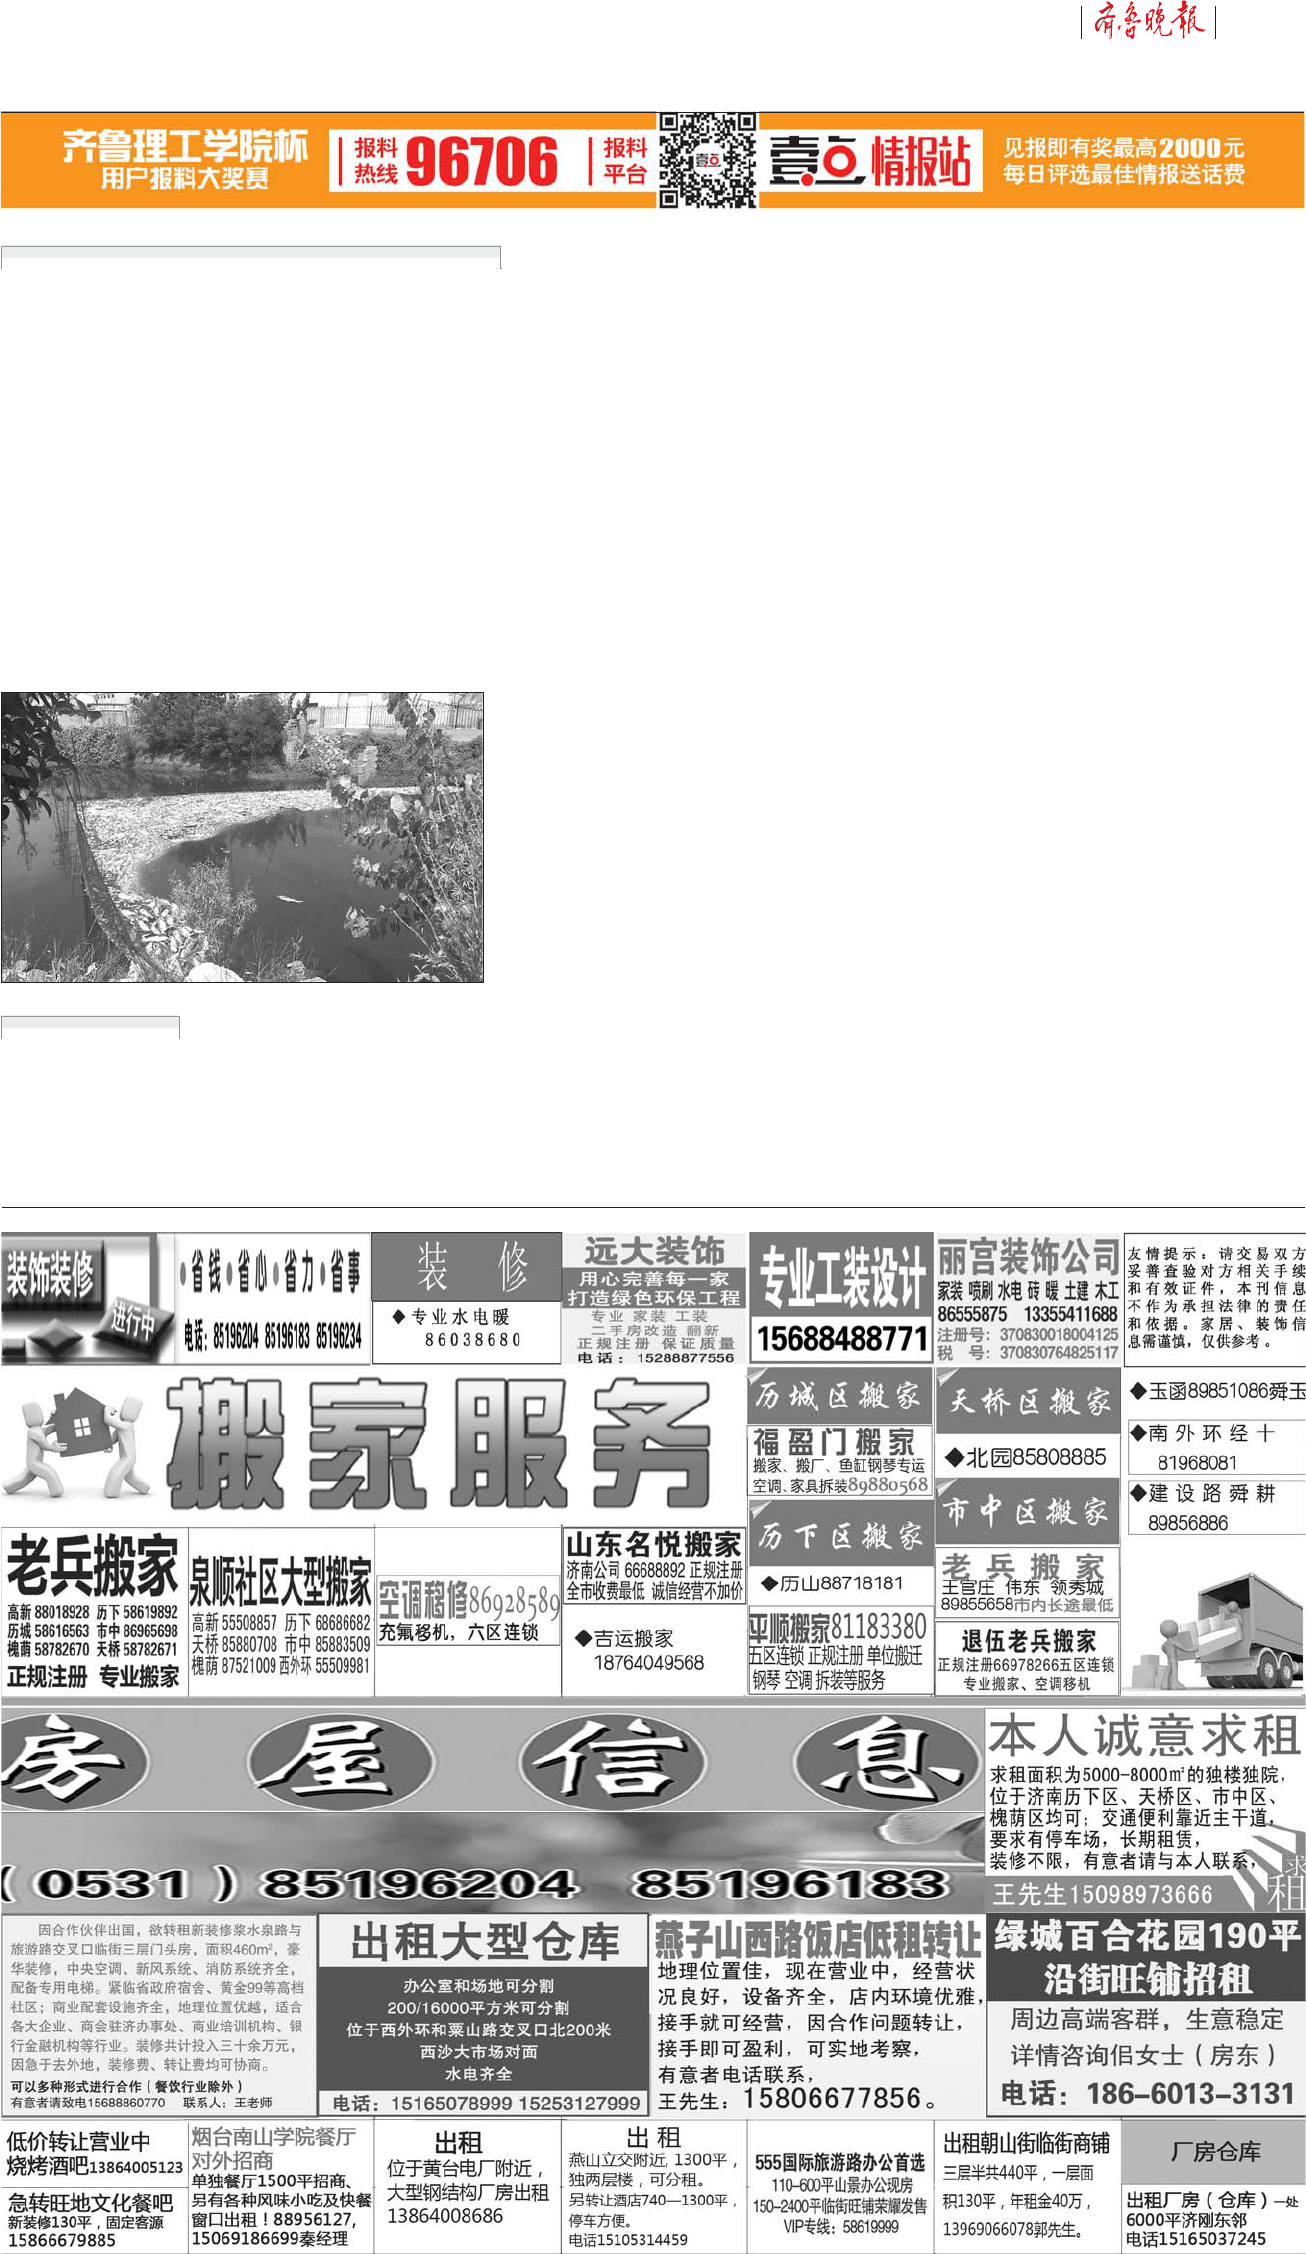 齐鲁晚报
齐鲁理工学院杯
用户报料大奖赛
报料
热线
96706
报料
平台
壹点
壹点 情报站
见报即有奖最高2000元
每日评选最佳情报送话费
装饰装修
进行中
●省钱●省心●省力●省事
电话：85196204 85196183 85196234
装 修
◆专业水电暖
86038680
远大装饰
用心完善每一家
打造绿色环保工程
专业 家装 工装
二手房改造 翻新
正规注册 保证质量
电话：15288877556
专业工装设计
15688488771
丽宫装饰公司
家装 喷刷 水电 砖 暖 土建 木工
86555875 13355411688
注册号：370830018004125
税 号：370830764825117
友情提示：请交易双方
妥善查验对方相关手续
和有效证件，本刊信息
不作为承担法律的责任
和依据。家居、装饰信
息需谨慎，仅供参考。
搬家服务
历城区搬家
福盈门搬家
搬家、搬厂、鱼缸钢琴专运
空调、家具拆装89880568
历下区搬家
◆历山88718181
平顺搬家81183380
五区连锁 正规注册 单位搬迁
钢琴 空调 拆装等服务
天桥区搬家
◆北园85808885
市中区搬家
老兵搬家
王官庄 伟东 领秀城
89855658市内长途最低
退伍老兵搬家
正规注册66978266五区连锁
专业搬家、空调移机
◆玉函89851086舜玉
◆南外环经十
81968081
◆建设路舜耕
89856886
老兵搬家
高新 88018928 历下 58619892
历城 58616563 市中 86965698
槐荫 58782670 天桥 58782671
正规注册 专业搬家
泉顺社区大型搬家
高新 55508857 历下 68686682
天桥 85880708 市中 85883509
槐荫 87521009 西外环 55509981
空调移修86928589
充氟移机，六区连锁
山东名悦搬家
济南公司 66688892 正规注册
全市收费最低 诚信经营不加价
◆吉运搬家
18764049568
房屋信息
（0531）85196204 85196183
本人诚意求租
求租面积为5000-8000㎡的独楼独院，
位于济南历下区、天桥区、市中区、
槐荫区均可；交通便利靠近主干道，
要求有停车场，长期租赁，
装修不限，有意者请与本人联系，
王先生15098973666
求租
因合作伙伴出国，欲转租新装修浆水泉路与
旅游路交叉口临街三层门头房，面积460m²，豪
华装修，中央空调、新风系统、消防系统齐全，
配备专用电梯。紧临省政府宿舍、黄金99等高档
社区；商业配套设施齐全，地理位置优越，适合
各大企业、商会驻济办事处、商业培训机构、银
行金融机构等行业。装修共计投入三十余万元，
因急于去外地，装修费、转让费均可协商。
可以多种形式进行合作（餐饮行业除外）
有意者请致电15688860770 联系人：王老师
出租大型仓库
办公室和场地可分割
200/16000平方米可分割
位于西外环和粟山路交叉口北200米
西沙大市场对面
水电齐全
电话：15165078999 15253127999
燕子山西路饭店低租转让
地理位置佳，现在营业中，经营状
况良好，设备齐全，店内环境优雅，
接手就可经营，因合作问题转让，
接手即可盈利，可实地考察，
有意者电话联系，
王先生：15806677856。
绿城百合花园190平
沿街旺铺招租
周边高端客群，生意稳定
详情咨询侣女士（房东）
电话：186-6013-3131
低价转让营业中
烧烤酒吧13864005123
急转旺地文化餐吧
新装修130平，固定客源
15866679885
烟台南山学院餐厅
对外招商
单独餐厅1500平招商、
另有各种风味小吃及快餐
窗口出租！88956127,
15069186699秦经理
出租
位于黄台电厂附近，
大型钢结构厂房出租
13864008686
出租
燕山立交附近，1300平，
独两层楼，可分租。
另转让酒店740—1300平，
停车方便。
电话15105314459
555国际旅游路办公首选
110-600平山景办公现房
150-2400平临街旺铺荣耀发售
VIP专线：58619999
出租朝山街临街商铺
三层半共440平，一层面
积130平，年租金40万，
13969066078郭先生。
厂房仓库
出租厂房（仓库）一处
6000平济刚东邻
电话15165037245